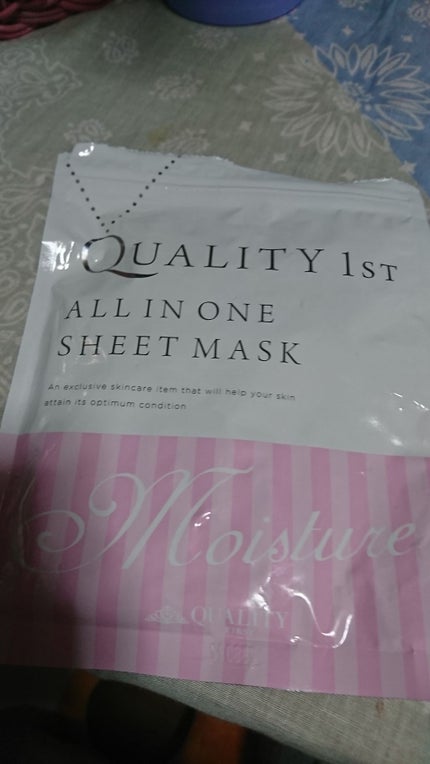 QUALITY 1ST
ALL IN ONE
SHEET MASK
An exclusive skincare item that will help your skin
attain its optimum condition
Moisture
QUALITY